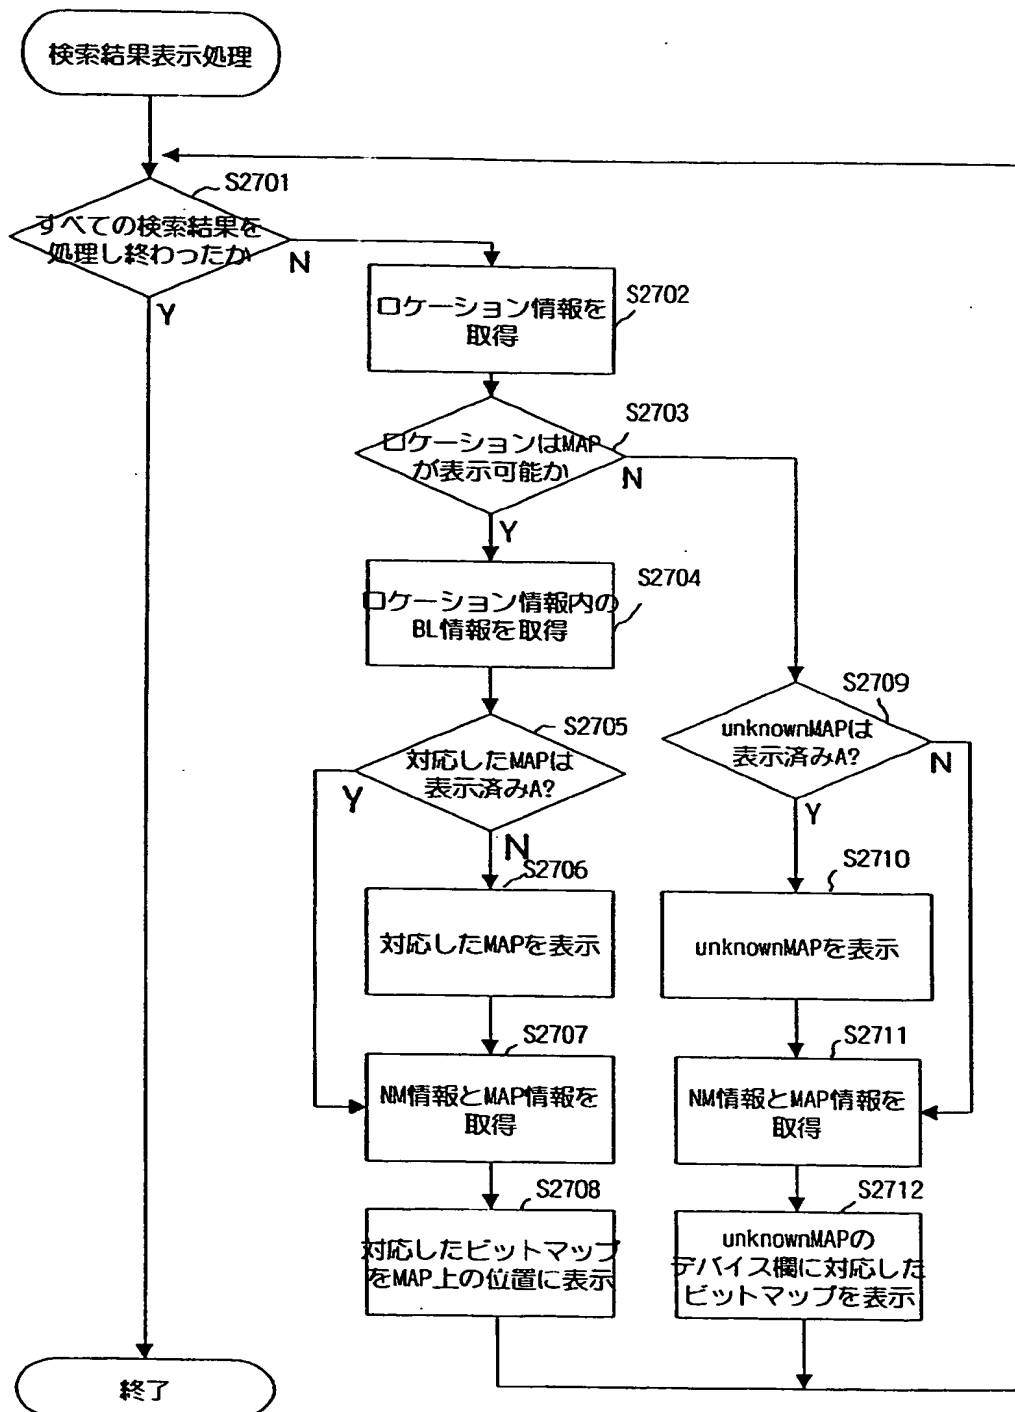 検索結果表示処理
S2701
すべての検索結果を
処理し終わったか
N
Y
ロケーション情報を
取得
S2702
S2703
ロケーションはMAP
が表示可能か
N
Y
ロケーション情報内の
BL情報を取得
S2704
S2705
対応したMAPは
表示済みA?
Y
N
S2706
対応したMAPを表示
S2707
NM情報とMAP情報を
取得
S2708
対応したビットマップ
をMAP上の位置に表示
S2709
unknownMAPは
表示済みA?
N
Y
S2710
unknownMAPを表示
S2711
NM情報とMAP情報を
取得
S2712
unknownMAPの
デバイス欄に対応した
ビットマップを表示
終了